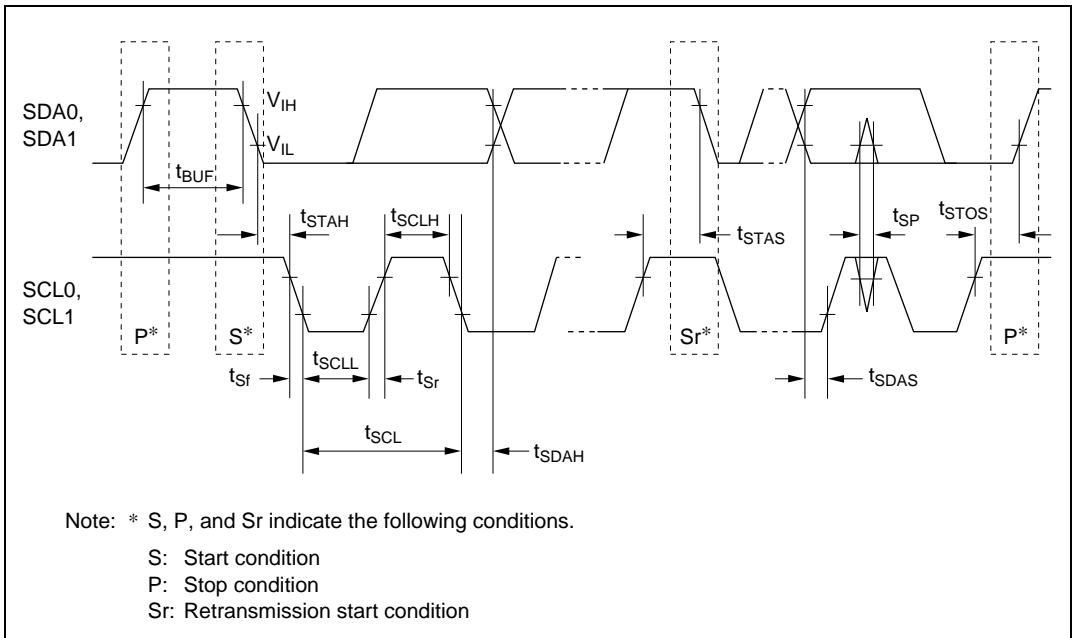 SDA0,
SDA1
V_IH
V_IL
t_BUF
t_STAH
t_SCLH
t_STAS
t_SP
t_STOS
SCL0,
SCL1
P*
S*
Sr*
P*
t_Sf
t_SCLL
t_Sr
t_SDAS
t_SCL
t_SDAH
Note: * S, P, and Sr indicate the following conditions.
S: Start condition
P: Stop condition
Sr: Retransmission start condition